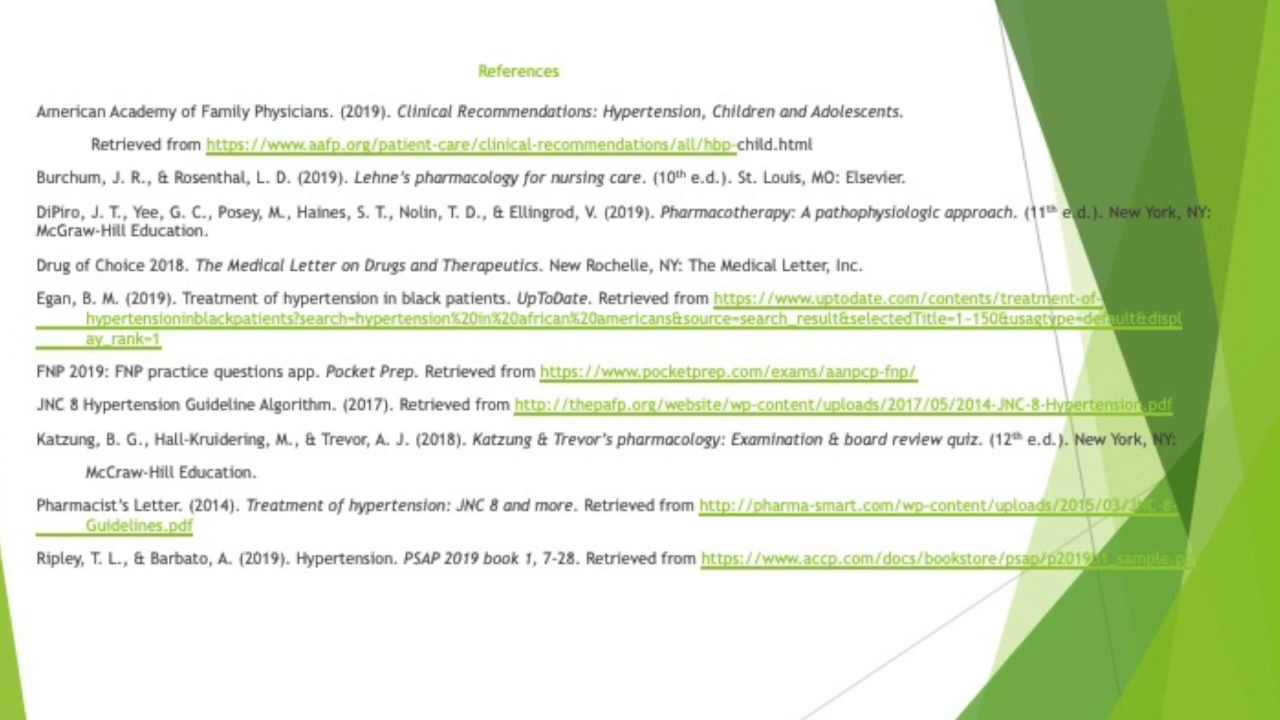 References
American Academy of Family Physicians. (2019). Clinical Recommendations: Hypertension, Children and Adolescents.
Retrieved from https://www.aafp.org/patient-care/clinical-recommendations/all/hbp-child.html
Burchum, J. R., & Rosenthal, L. D. (2019). Lehne's pharmacology for nursing care. (10th e.d.). St. Louis, MO: Elsevier.
DiPiro, J. T., Yee, G. C., Posey, M., Haines, S. T., Nolin, T. D., & Ellingrod, V. (2019). Pharmacotherapy: A pathophysiologic approach. (11th e.d.). New York, NY:
McGraw-Hill Education.
Drug of Choice 2018. The Medical Letter on Drugs and Therapeutics. New Rochelle, NY: The Medical Letter, Inc.
Egan, B. M. (2019). Treatment of hypertension in black patients. UpToDate. Retrieved from https://www.uptodate.com/contents/treatment-of-
hypertensioninblackpatients?search=hypertension%20in%20african%20americans&source=search_result&selectedTitle=1~150&usagtype=default&displ
ay_rank=1
FNP 2019: FNP practice questions app. Pocket Prep. Retrieved from https://www.pocketprep.com/exams/aanpcp-fnp/
JNC 8 Hypertension Guideline Algorithm. (2017). Retrieved from http://thepafp.org/website/wp-content/uploads/2017/05/2014-JNC-8-Hypertension.pdf
Katzung, B. G., Hall-Kruidering, M., & Trevor, A. J. (2018). Katzung & Trevor's pharmacology: Examination & board review quiz. (12th e.d.). New York, NY:
McCraw-Hill Education.
Pharmacist's Letter. (2014). Treatment of hypertension: JNC 8 and more. Retrieved from http://pharma-smart.com/wp-content/uploads/2015/03/JNC-8-
Guidelines.pdf
Ripley, T. L., & Barbato, A. (2019). Hypertension. PSAP 2019 book 1, 7-28. Retrieved from https://www.accp.com/docs/bookstore/psap/p2019b1_sample.pdf